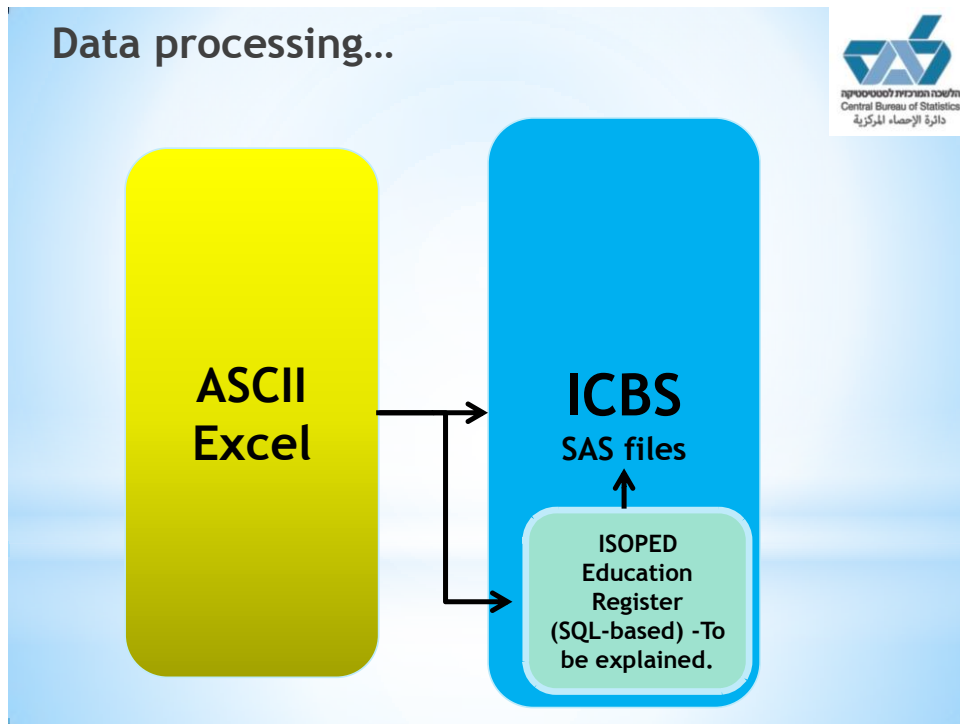 Data processing…
הלשכה המרכזית לסטטיסטיקה
Central Bureau of Statistics
دائرة الإحصاء المركزية
ASCII
Excel
ICBS
SAS files
ISOPED
Education
Register
(SQL-based) -To
be explained.